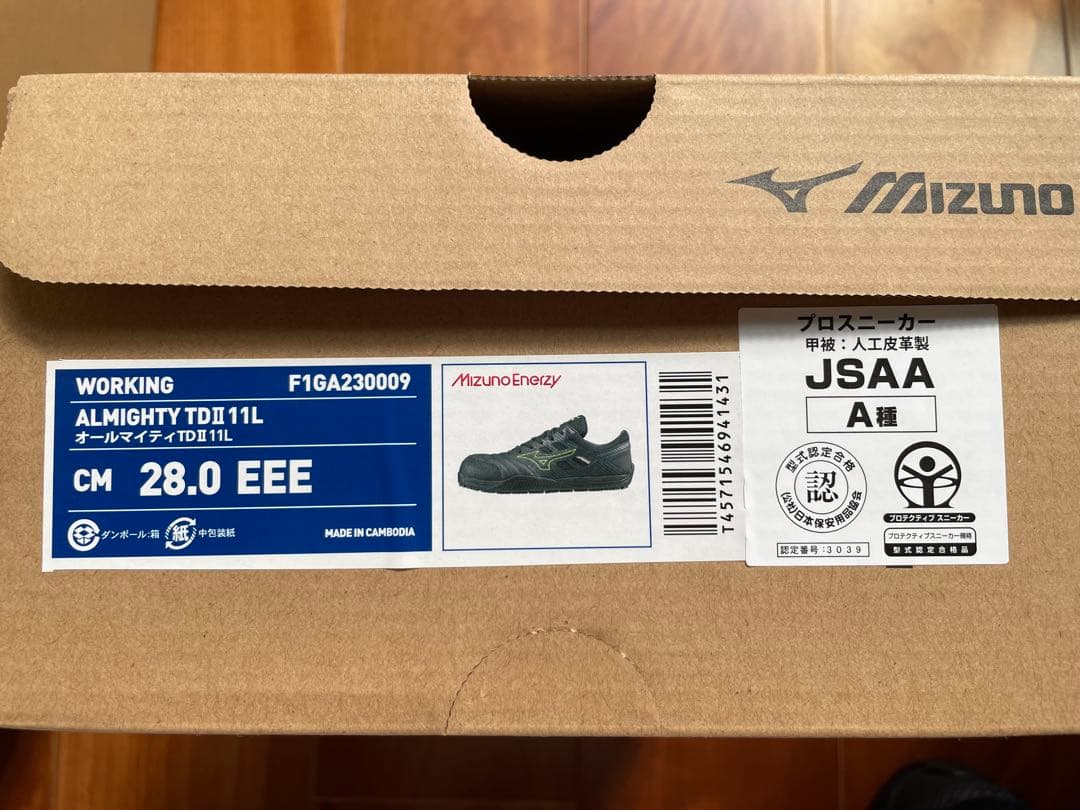 MIZUNO
WORKING F1GA230009
ALMIGHTY TDⅡ 11L
オールマイティTDⅡ11L
CM 28.0 EEE
ダンボール:箱 紙 中包装紙
MADE IN CAMBODIA
Mizuno Enerzy
T4571546941431
プロスニーカー
甲被:人工皮革製
JSAA
A種
型式認定合格
認
(公社)日本保安用品協会
認定番号:3039
プロテクティブ スニーカー
プロテクティブスニーカー規格
型式認定合格品